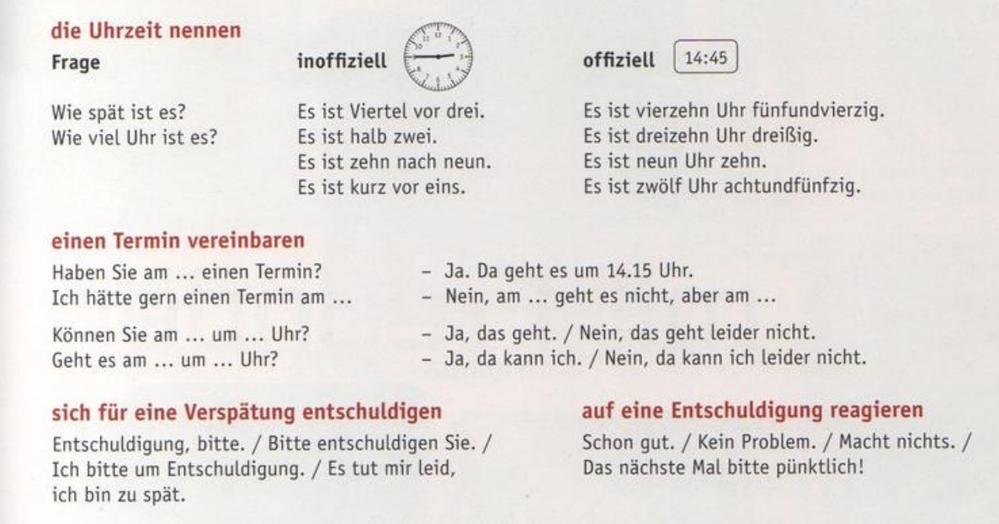 die Uhrzeit nennen
Frage inoffiziell offiziell 14:45
Wie spät ist es? Es ist Viertel vor drei. Es ist vierzehn Uhr fünfundvierzig.
Wie viel Uhr ist es? Es ist halb zwei. Es ist dreizehn Uhr dreißig.
Es ist zehn nach neun. Es ist neun Uhr zehn.
Es ist kurz vor eins. Es ist zwölf Uhr achtundfünfzig.
einen Termin vereinbaren
Haben Sie am ... einen Termin? – Ja. Da geht es um 14.15 Uhr.
Ich hätte gern einen Termin am ... – Nein, am ... geht es nicht, aber am ...
Können Sie am ... um ... Uhr? – Ja, das geht. / Nein, das geht leider nicht.
Geht es am ... um ... Uhr? – Ja, da kann ich. / Nein, da kann ich leider nicht.
sich für eine Verspätung entschuldigen
Entschuldigung, bitte. / Bitte entschuldigen Sie. /
Ich bitte um Entschuldigung. / Es tut mir leid,
ich bin zu spät.
auf eine Entschuldigung reagieren
Schon gut. / Kein Problem. / Macht nichts. /
Das nächste Mal bitte pünktlich!